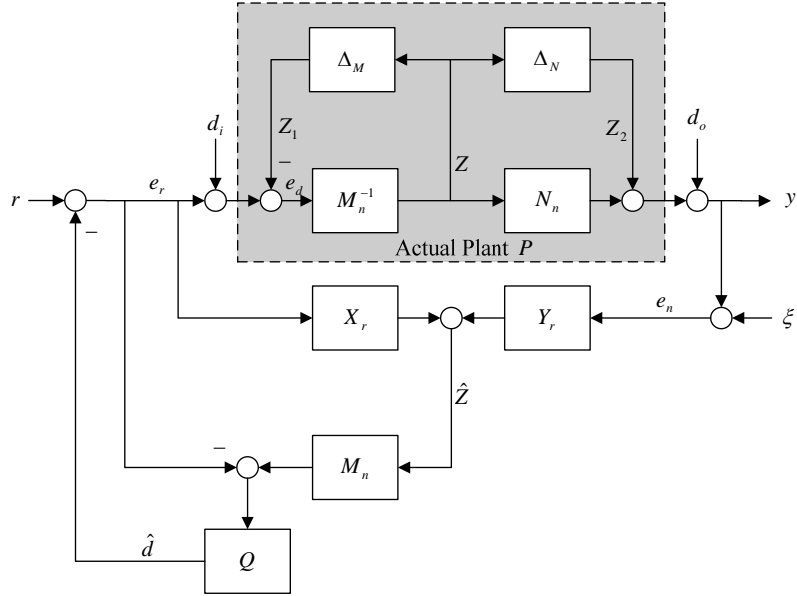 Δ_M
Δ_N
Z_1
Z_2
d_i
d_o
−
Z
r
e_r
e_d
M_n^{-1}
N_n
y
−
Actual Plant P
X_r
Y_r
e_n
ξ
Ẑ
−
M_n
d̂
Q